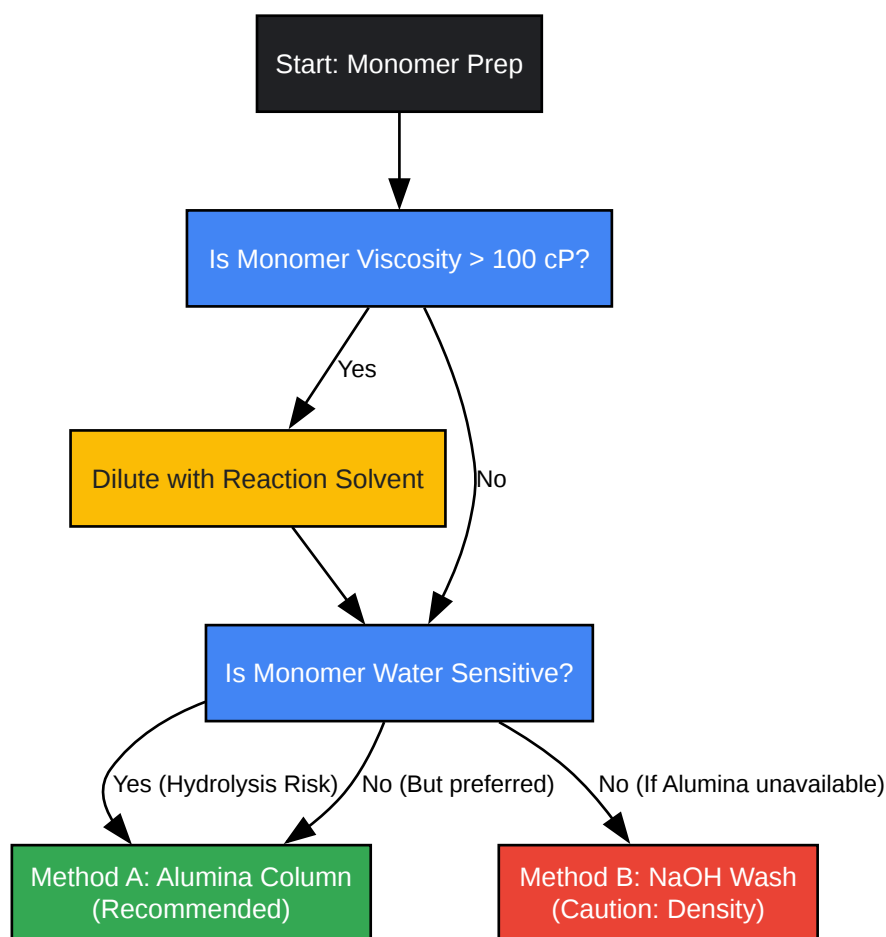 Start: Monomer Prep
Is Monomer Viscosity > 100 cP?
Yes
Dilute with Reaction Solvent
No
Is Monomer Water Sensitive?
Yes (Hydrolysis Risk)
No (But preferred)
No (If Alumina unavailable)
Method A: Alumina Column
(Recommended)
Method B: NaOH Wash
(Caution: Density)